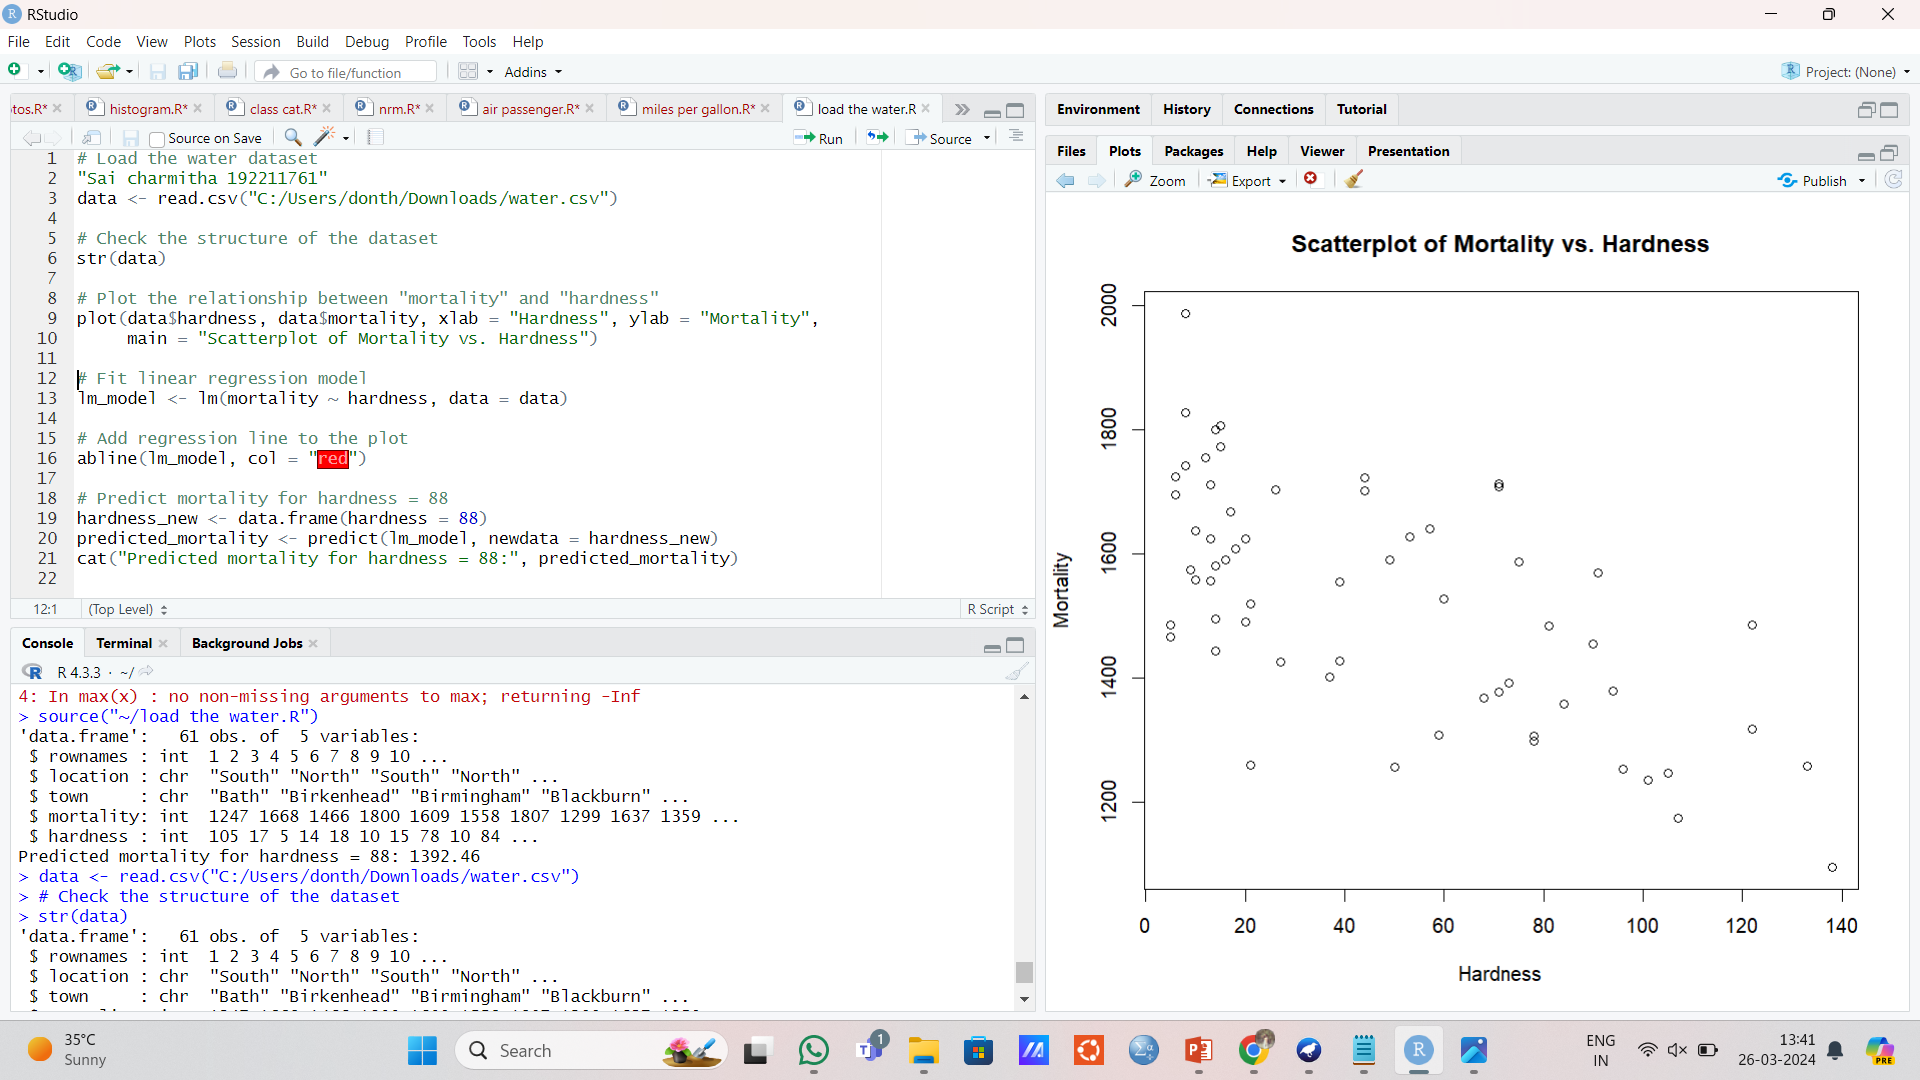 RStudio
File Edit Code View Plots Session Build Debug Profile Tools Help
Go to file/function Addins Project: (None)
tos.R* histogram.R* class cat.R* nrm.R* air passenger.R* miles per gallon.R* load the water.R
Source on Save Run Source
1 # Load the water dataset
2 "Sai charmitha 192211761"
3 data <- read.csv("C:/Users/donth/Downloads/water.csv")
4
5 # Check the structure of the dataset
6 str(data)
7
8 # Plot the relationship between "mortality" and "hardness"
9 plot(data$hardness, data$mortality, xlab = "Hardness", ylab = "Mortality",
10 main = "Scatterplot of Mortality vs. Hardness")
11
12 # Fit linear regression model
13 lm_model <- lm(mortality ~ hardness, data = data)
14
15 # Add regression line to the plot
16 abline(lm_model, col = "red")
17
18 # Predict mortality for hardness = 88
19 hardness_new <- data.frame(hardness = 88)
20 predicted_mortality <- predict(lm_model, newdata = hardness_new)
21 cat("Predicted mortality for hardness = 88:", predicted_mortality)
22
12:1 (Top Level) R Script
Console Terminal Background Jobs
R 4.3.3 · ~/
4: In max(x) : no non-missing arguments to max; returning -Inf
> source("~/load the water.R")
'data.frame': 61 obs. of 5 variables:
$ rownames : int 1 2 3 4 5 6 7 8 9 10 ...
$ location : chr "South" "North" "South" "North" ...
$ town : chr "Bath" "Birkenhead" "Birmingham" "Blackburn" ...
$ mortality: int 1247 1668 1466 1800 1609 1558 1807 1299 1637 1359 ...
$ hardness : int 105 17 5 14 18 10 15 78 10 84 ...
Predicted mortality for hardness = 88: 1392.46
> data <- read.csv("C:/Users/donth/Downloads/water.csv")
> # Check the structure of the dataset
> str(data)
'data.frame': 61 obs. of 5 variables:
$ rownames : int 1 2 3 4 5 6 7 8 9 10 ...
$ location : chr "South" "North" "South" "North" ...
$ town : chr "Bath" "Birkenhead" "Birmingham" "Blackburn" ...
Environment History Connections Tutorial
Files Plots Packages Help Viewer Presentation
Zoom Export Publish
Scatterplot of Mortality vs. Hardness
2000
1800
1600
1400
1200
Mortality
0 20 40 60 80 100 120 140
Hardness
35°C
Sunny
Search
1
ENG
IN
13:41
26-03-2024
PRE